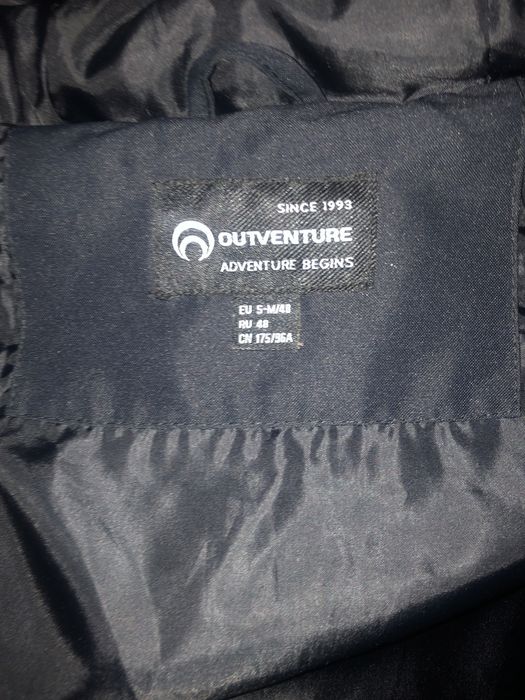 SINCE 1993
OUTVENTURE
ADVENTURE BEGINS
EU S-M/48
RU 48
CN 175/96A